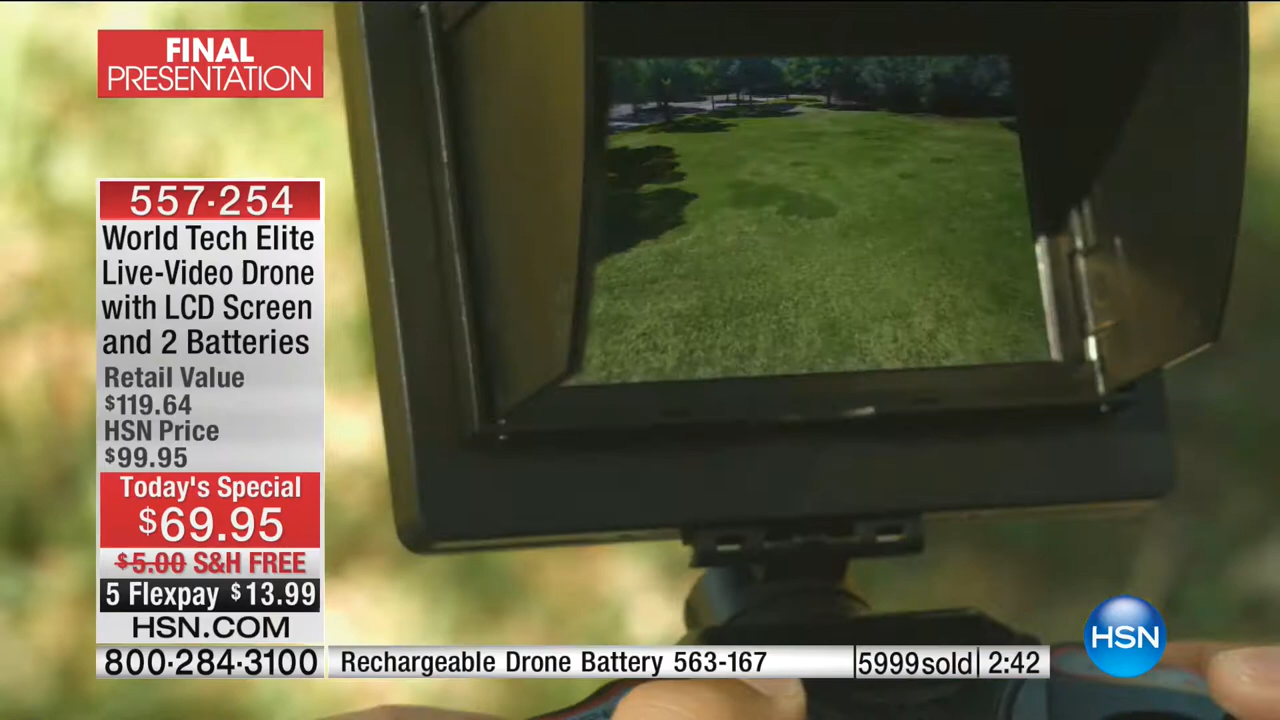 FINAL
PRESENTATION
557·254
World Tech Elite
Live-Video Drone
with LCD Screen
and 2 Batteries
Retail Value
$119.64
HSN Price
$99.95
Today's Special
$69.95
$5.00 S&H FREE
5 Flexpay $13.99
HSN.COM
800·284·3100 Rechargeable Drone Battery 563-167 5999sold 2:42
HSN